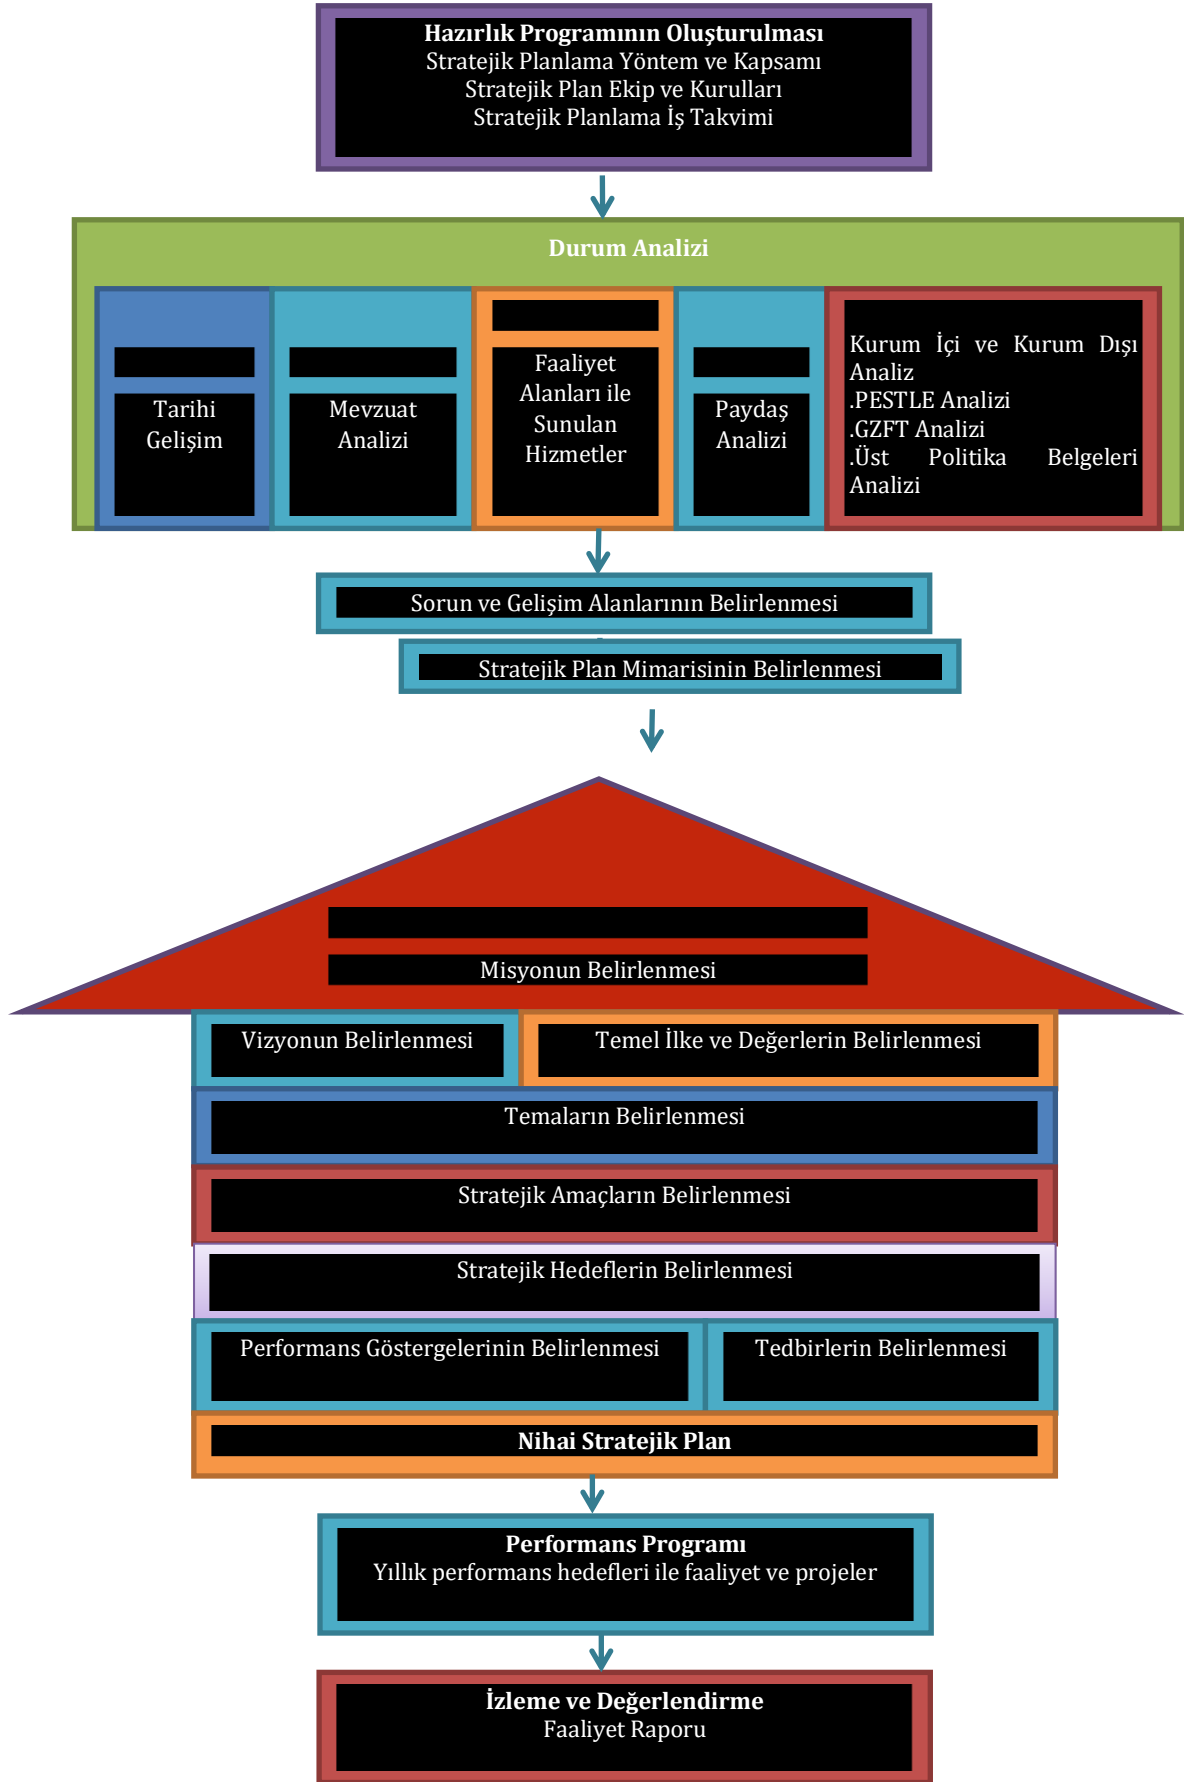 Hazırlık Programının Oluşturulması
Stratejik Planlama Yöntem ve Kapsamı
Stratejik Plan Ekip ve Kurulları
Stratejik Planlama İş Takvimi
Durum Analizi
Tarihi
Gelişim
Mevzuat
Analizi
Faaliyet
Alanları ile
Sunulan
Hizmetler
Paydaş
Analizi
Kurum İçi ve Kurum Dışı
Analiz
.PESTLE Analizi
.GZFT Analizi
.Üst Politika Belgeleri
Analizi
Sorun ve Gelişim Alanlarının Belirlenmesi
Stratejik Plan Mimarisinin Belirlenmesi
Misyonun Belirlenmesi
Vizyonun Belirlenmesi
Temel İlke ve Değerlerin Belirlenmesi
Temaların Belirlenmesi
Stratejik Amaçların Belirlenmesi
Stratejik Hedeflerin Belirlenmesi
Performans Göstergelerinin Belirlenmesi
Tedbirlerin Belirlenmesi
Nihai Stratejik Plan
Performans Programı
Yıllık performans hedefleri ile faaliyet ve projeler
İzleme ve Değerlendirme
Faaliyet Raporu